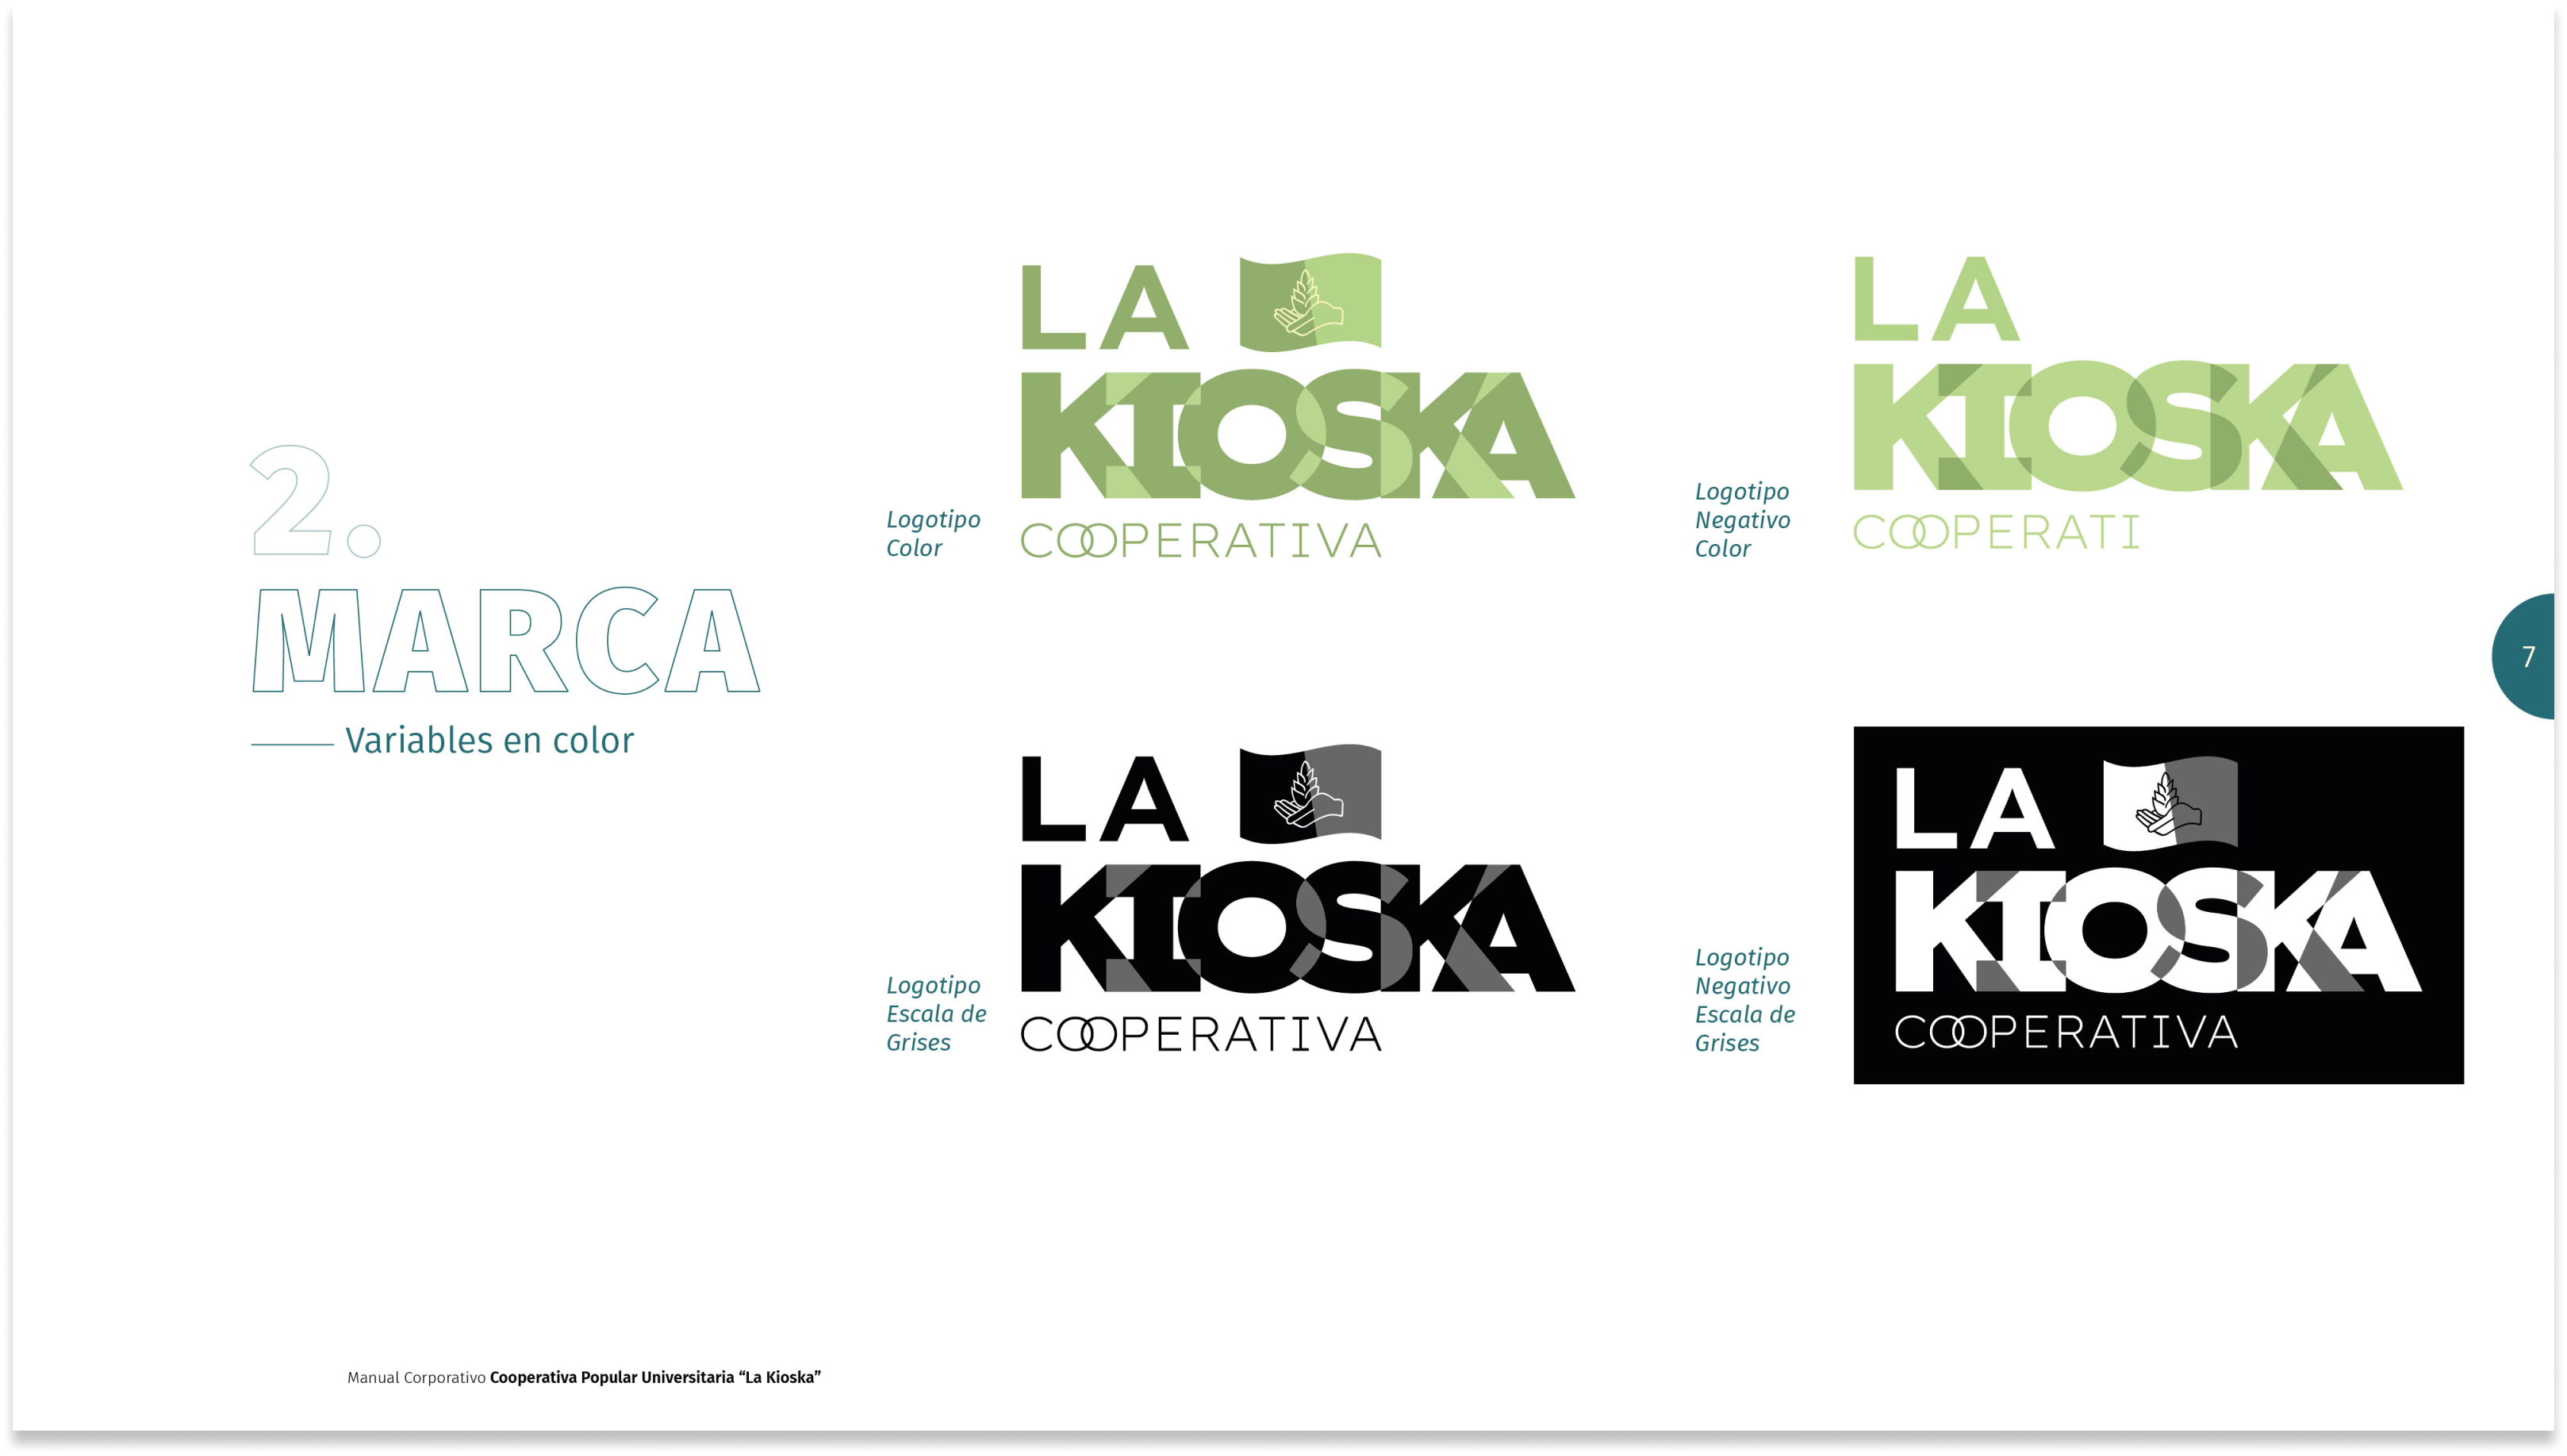 2.
MARCA
Variables en color
Logotipo
Color
LA
KIOSKA
COOPERATIVA
Logotipo
Negativo
Color
LA
KIOSKA
COOPERATI
7
Logotipo
Escala de
Grises
LA
KIOSKA
COOPERATIVA
Logotipo
Negativo
Escala de
Grises
LA
KIOSKA
COOPERATIVA
Manual Corporativo Cooperativa Popular Universitaria “La Kioska”